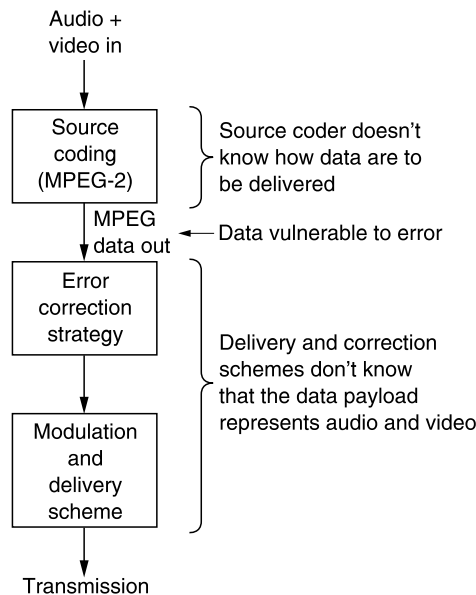 Audio +
video in
Source
coding
(MPEG-2)
Source coder doesn't
know how data are to
be delivered
MPEG
data out
Data vulnerable to error
Error
correction
strategy
Delivery and correction
schemes don't know
that the data payload
represents audio and video
Modulation
and
delivery
scheme
Transmission